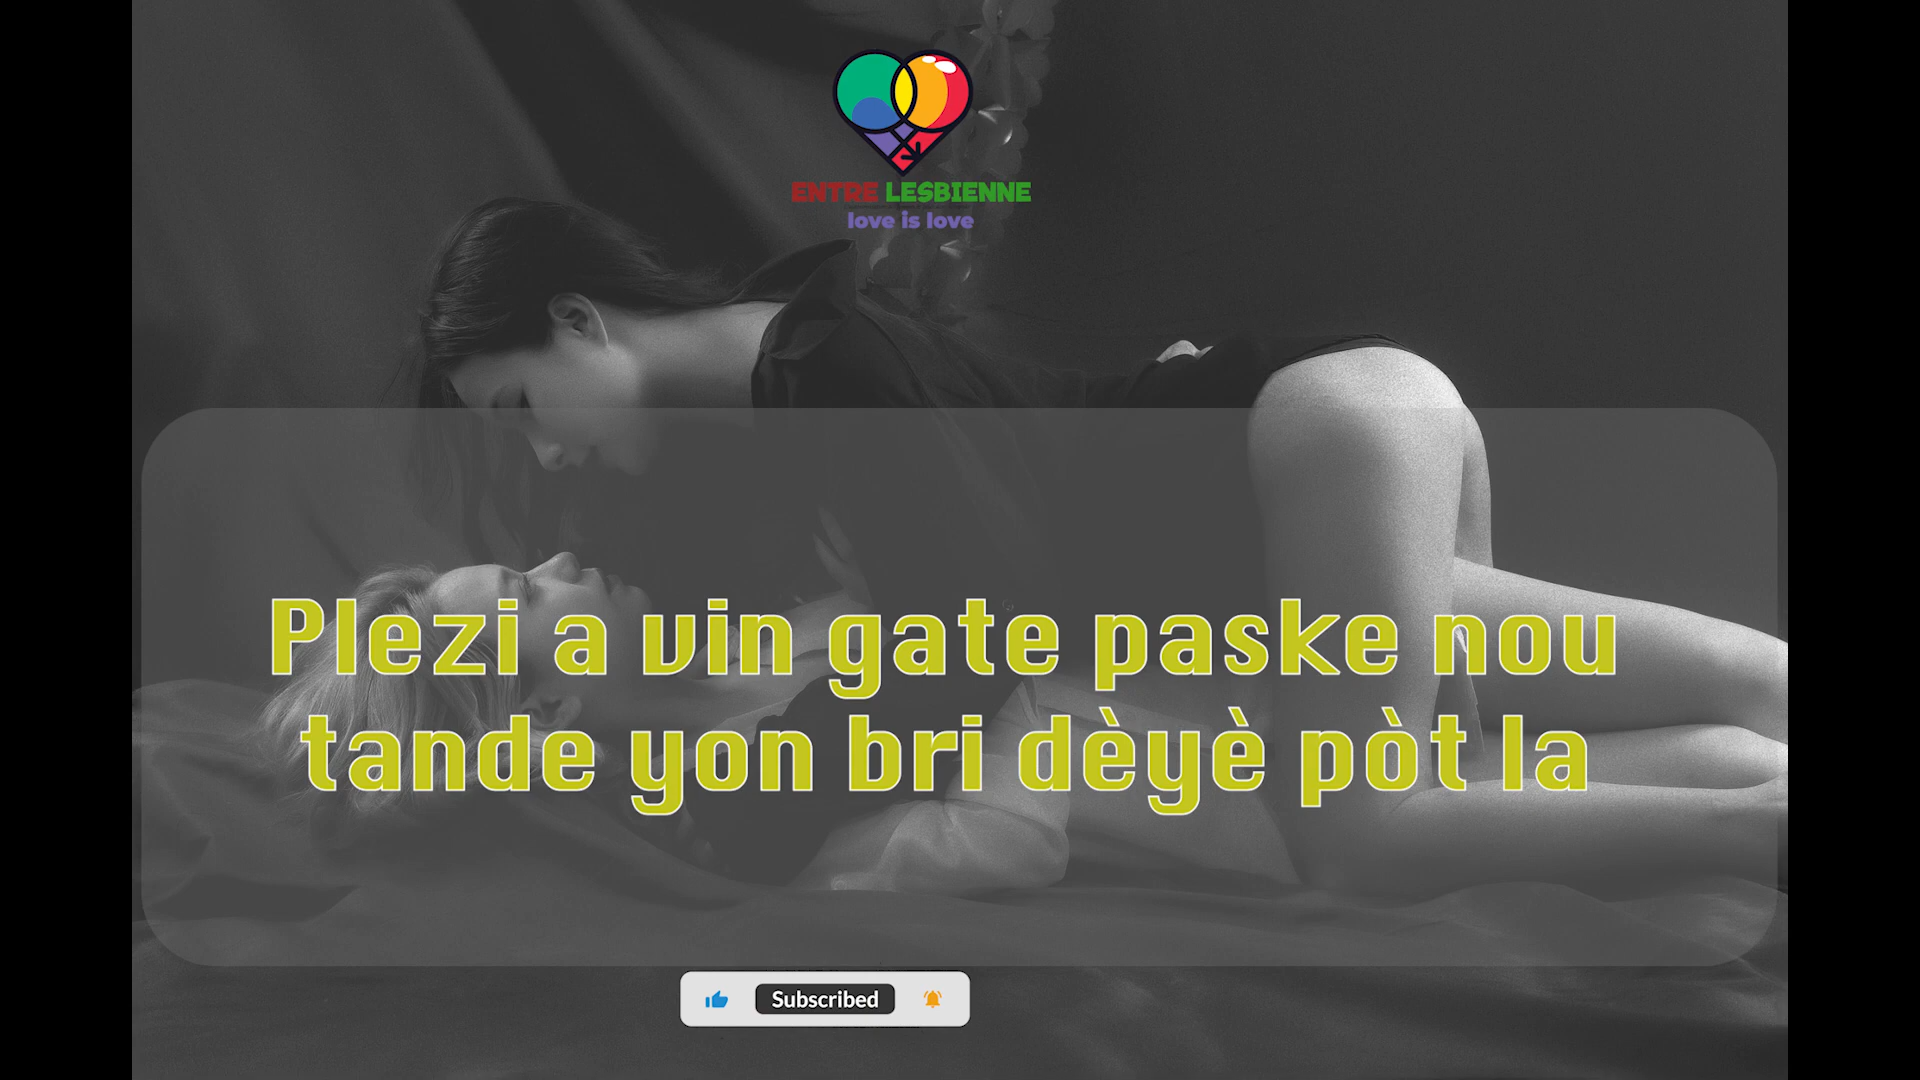 ENTRE LESBIENNE
love is love
Plezi a vin gate paske nou
tande yon bri dèyè pòt la
Subscribed